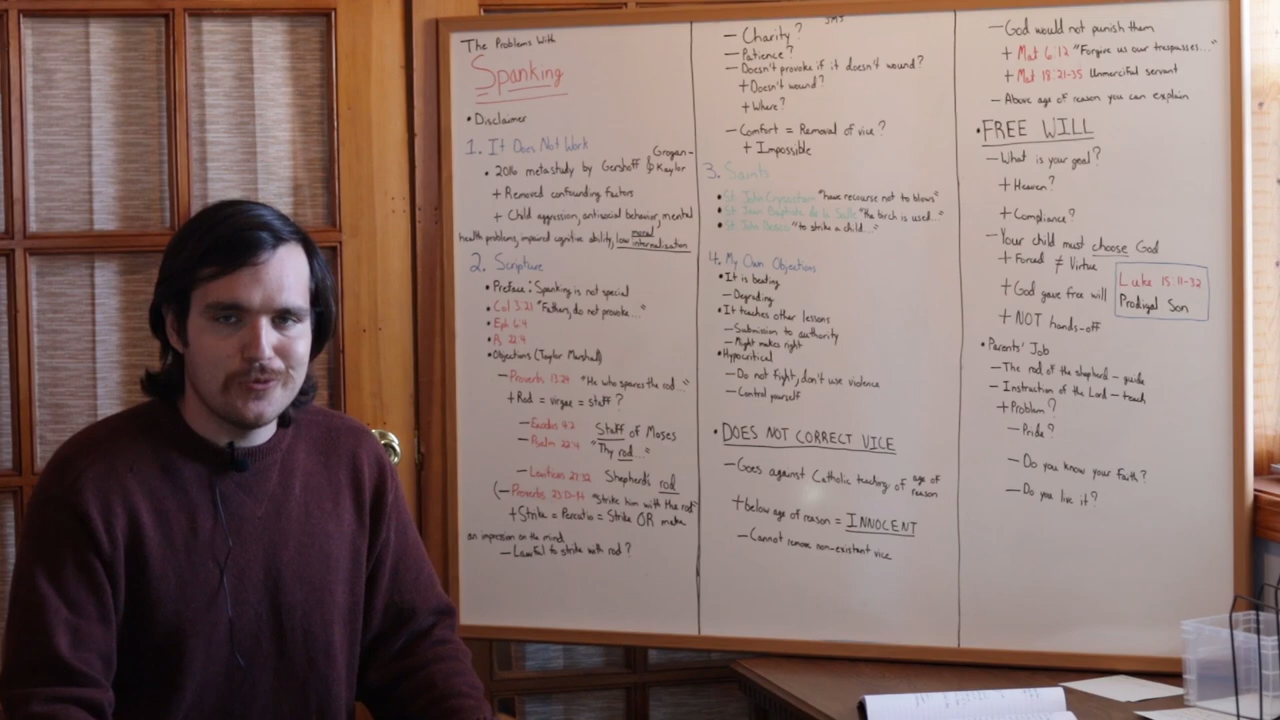 The Problems With
Spanking
• Disclaimer
1. It Does Not Work
• 2016 metastudy by Gershoff & Grogan-Kaylor
+ Removed confounding factors
+ Child aggression, antisocial behavior, mental
health problems, impaired cognitive ability, low moral internalization
2. Scripture
• Preface: Spanking is not special
• Col 3:21 "Fathers, do not provoke..."
• Eph 6:4
• Ps 22:4
• Objections (Taylor Marshall)
– Proverbs 13:24 "He who spares the rod..."
+ Rod = virgae = staff?
– Exodus 4:2 Staff of Moses
– Psalm 22:4 "Thy rod..."
– Leviticus 27:32 Shepherd's rod
(– Proverbs 23:13-14 "strike him with the rod"
+ Strike = Percutio = Strike OR make
an impression on the mind
– Lawful to strike with rod?
JMJ
– Charity?
– Patience?
– Doesn't provoke if it doesn't wound?
+ Doesn't wound?
+ Where?
– Comfort = Removal of vice?
+ Impossible
3. Saints
• St. John Chrysostom "have recourse not to blows"
• St. Jean Baptiste de la Salle "the birch is used..."
• St. John Bosco "to strike a child..."
4. My Own Objections
• It is beating
– Degrading
• It teaches other lessons
– Submission to authority
– Might makes right
• Hypocritical
– Do not fight, don't use violence
– Control yourself
• DOES NOT CORRECT VICE
– Goes against Catholic teaching of age of reason
+ below age of reason = INNOCENT
– Cannot remove non-existant vice
– God would not punish them
+ Mat 6:12 "Forgive us our trespasses..."
+ Mat 18:21-35 Unmerciful servant
– Above age of reason you can explain
• FREE WILL
– What is your goal?
+ Heaven?
+ Compliance?
– Your child must choose God
+ Forced ≠ Virtue
+ God gave free will
+ NOT hands-off
Luke 15:11-32
Prodigal Son
• Parents' Job
– The rod of the shepherd – guide
– Instruction of the Lord – teach
+ Problem?
– Pride?
– Do you know your faith?
– Do you live it?